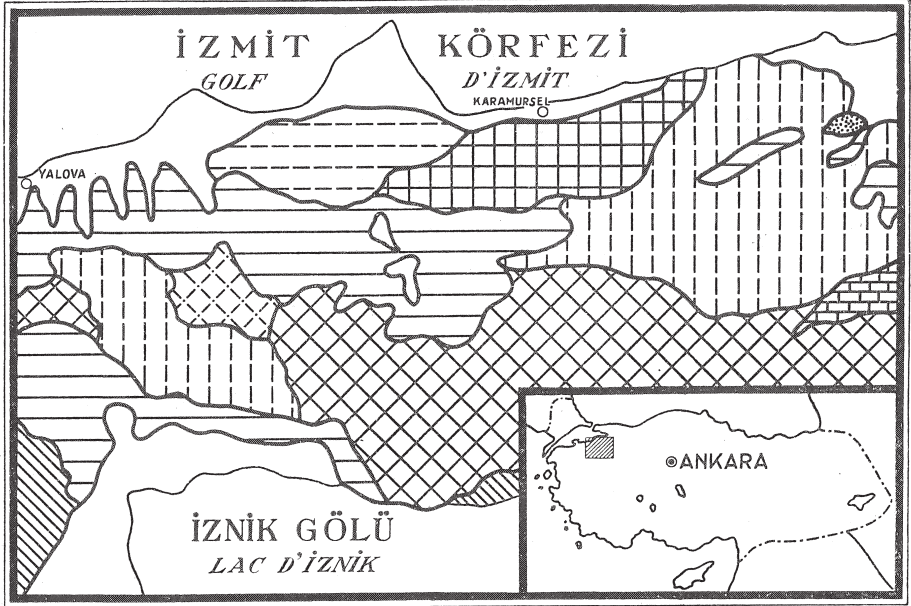 İZMİT KÖRFEZİ
GOLF D'İZMİT
KARAMURSEL
YALOVA
ANKARA
İZNİK GÖLÜ
LAC D'İZNİK